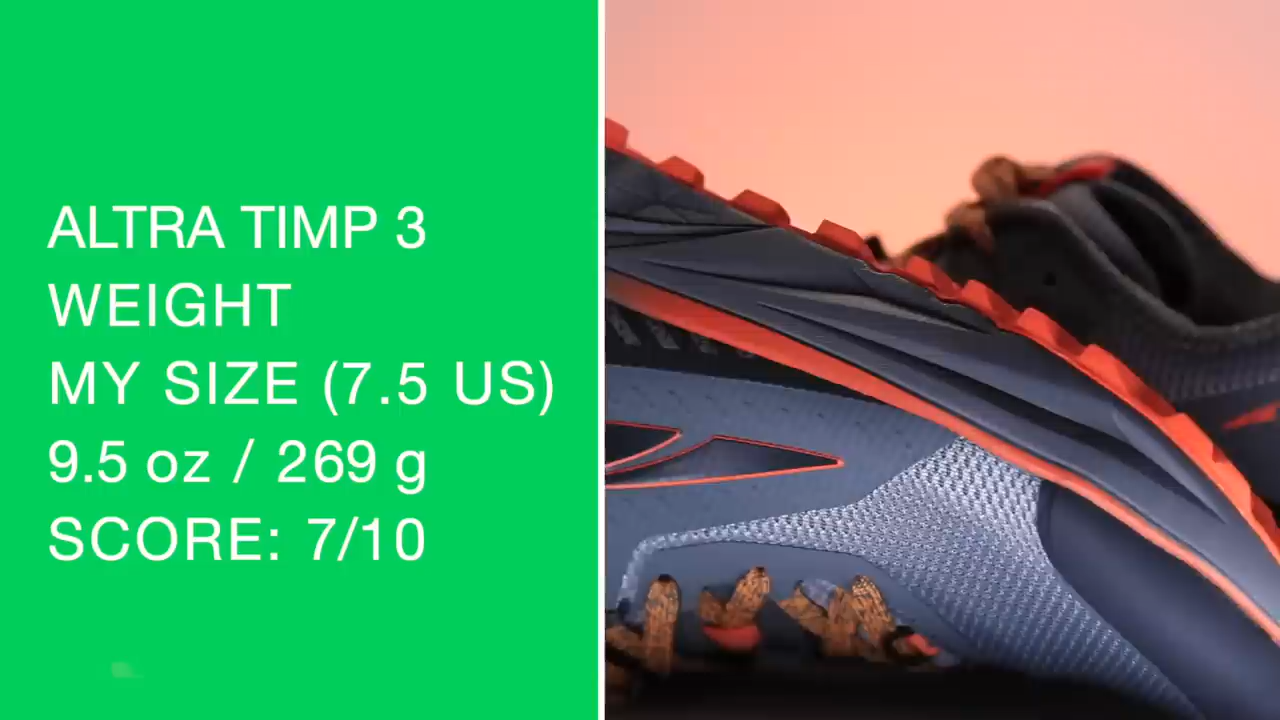 ALTRA TIMP 3
WEIGHT
MY SIZE (7.5 US)
9.5 oz / 269 g
SCORE: 7/10